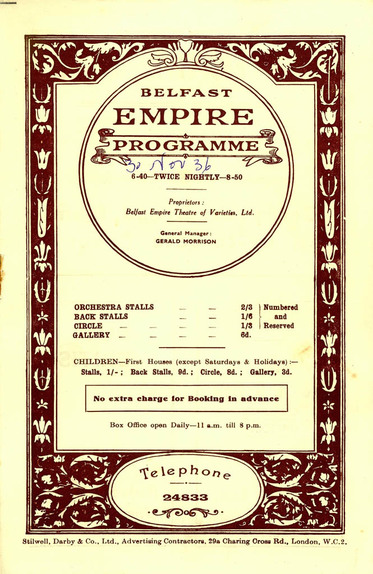 BELFAST
EMPIRE
PROGRAMME
30 Nov 36
6-40—TWICE NIGHTLY—8-50
Proprietors:
Belfast Empire Theatre of Varieties, Ltd.
General Manager:
GERALD MORRISON
ORCHESTRA STALLS — — 2/3 Numbered
BACK STALLS — — 1/6 and
CIRCLE — — — 1/3 Reserved
GALLERY — — — 6d.
CHILDREN—First Houses (except Saturdays & Holidays):—
Stalls, 1/-; Back Stalls, 9d.; Circle, 8d.; Gallery, 3d.
No extra charge for Booking in advance
Box Office open Daily—11 a.m. till 8 p.m.
Telephone
24833
Stilwell, Darby & Co., Ltd., Advertising Contractors, 29a Charing Cross Rd., London, W.C.2.